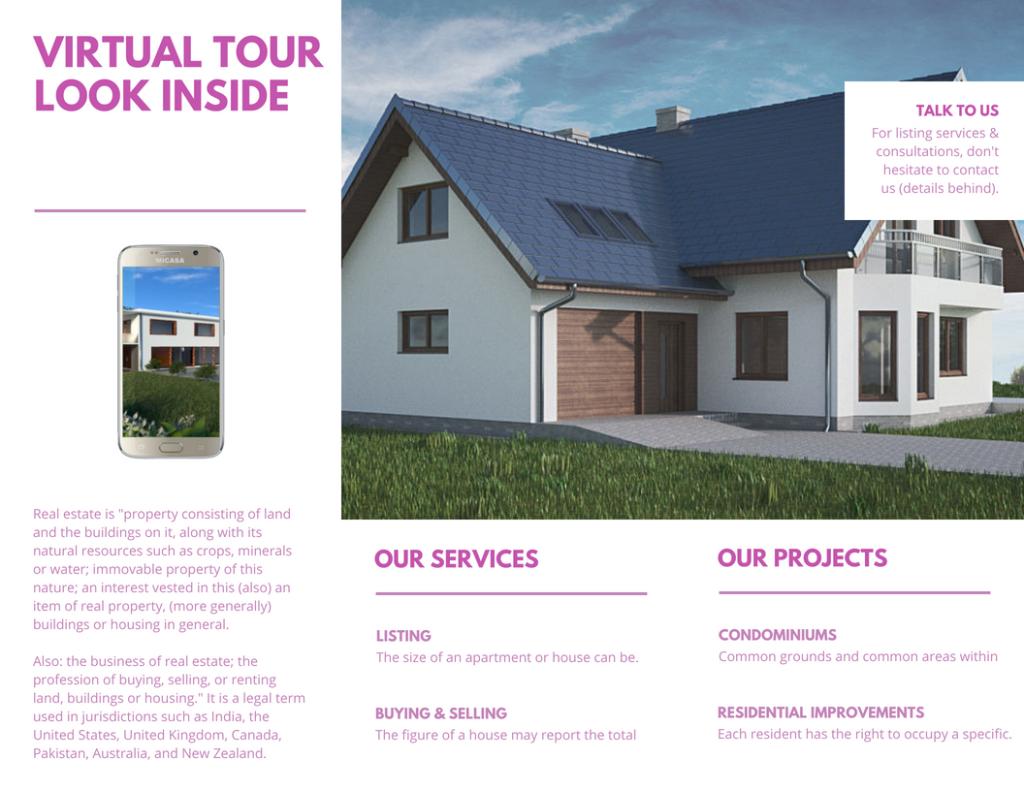 VIRTUAL TOUR
LOOK INSIDE
MICASA
Real estate is "property consisting of land
and the buildings on it, along with its
natural resources such as crops, minerals
or water; immovable property of this
nature; an interest vested in this (also) an
item of real property, (more generally)
buildings or housing in general.
Also: the business of real estate; the
profession of buying, selling, or renting
land, buildings or housing." It is a legal term
used in jurisdictions such as India, the
United States, United Kingdom, Canada,
Pakistan, Australia, and New Zealand.
TALK TO US
For listing services &
consultations, don't
hesitate to contact
us (details behind).
OUR SERVICES
LISTING
The size of an apartment or house can be.
BUYING & SELLING
The figure of a house may report the total
OUR PROJECTS
CONDOMINIUMS
Common grounds and common areas within
RESIDENTIAL IMPROVEMENTS
Each resident has the right to occupy a specific.